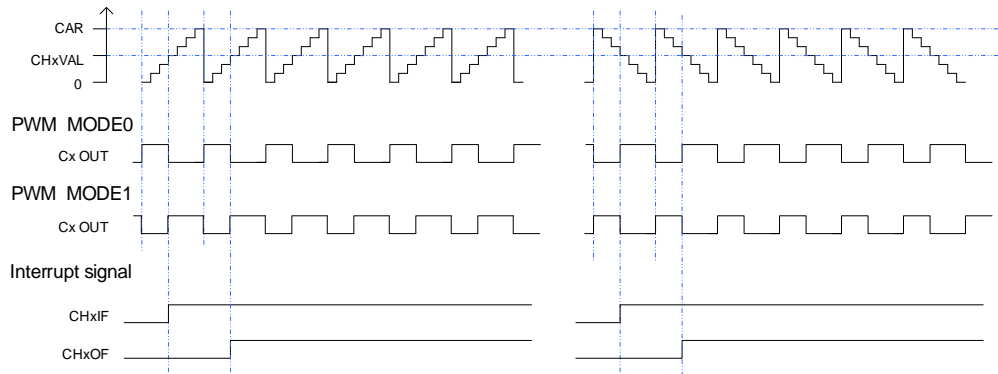 CAR
CHxVAL
0
PWM MODE0
Cx OUT
PWM MODE1
Cx OUT
Interrupt signal
CHxIF
CHxOF